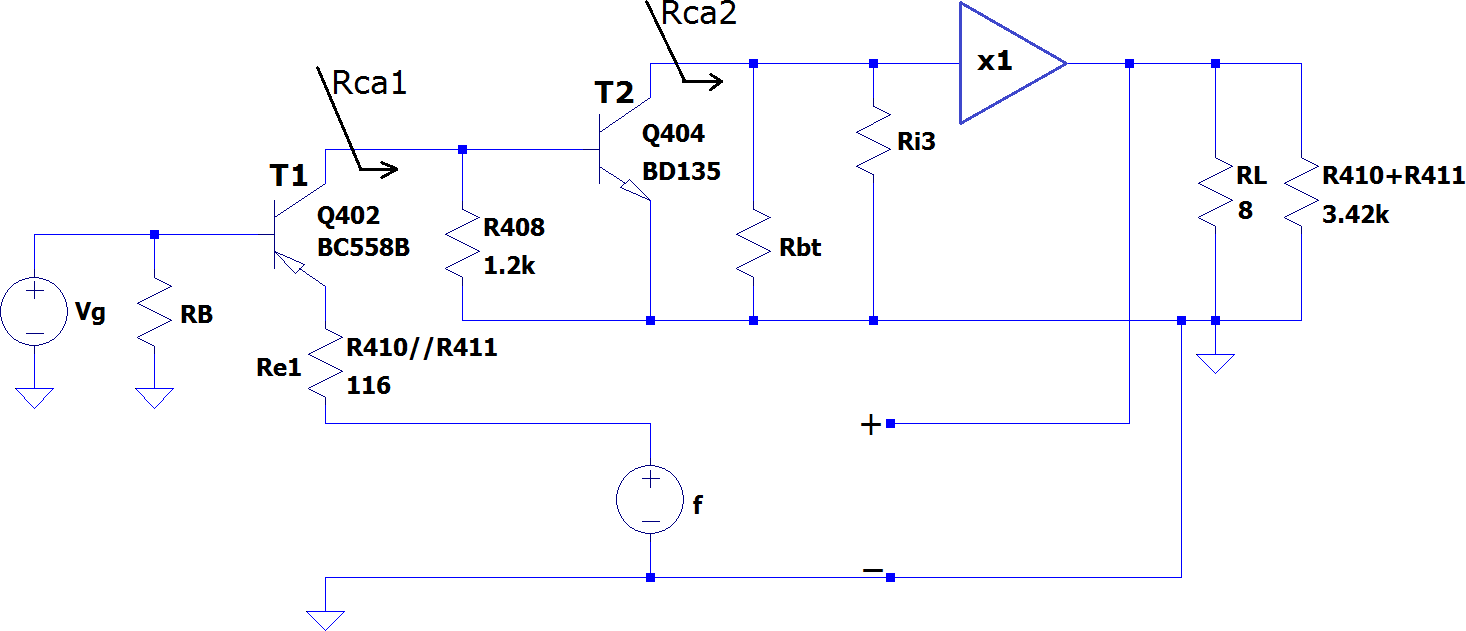 Rca2
x1
Rca1
T2
Q404
BD135
Ri3
T1
RL
8
R410+R411
3.42k
Q402
BC558B
R408
1.2k
Rbt
+
−
Vg
RB
R410//R411
Re1
116
+
+
−
f
−